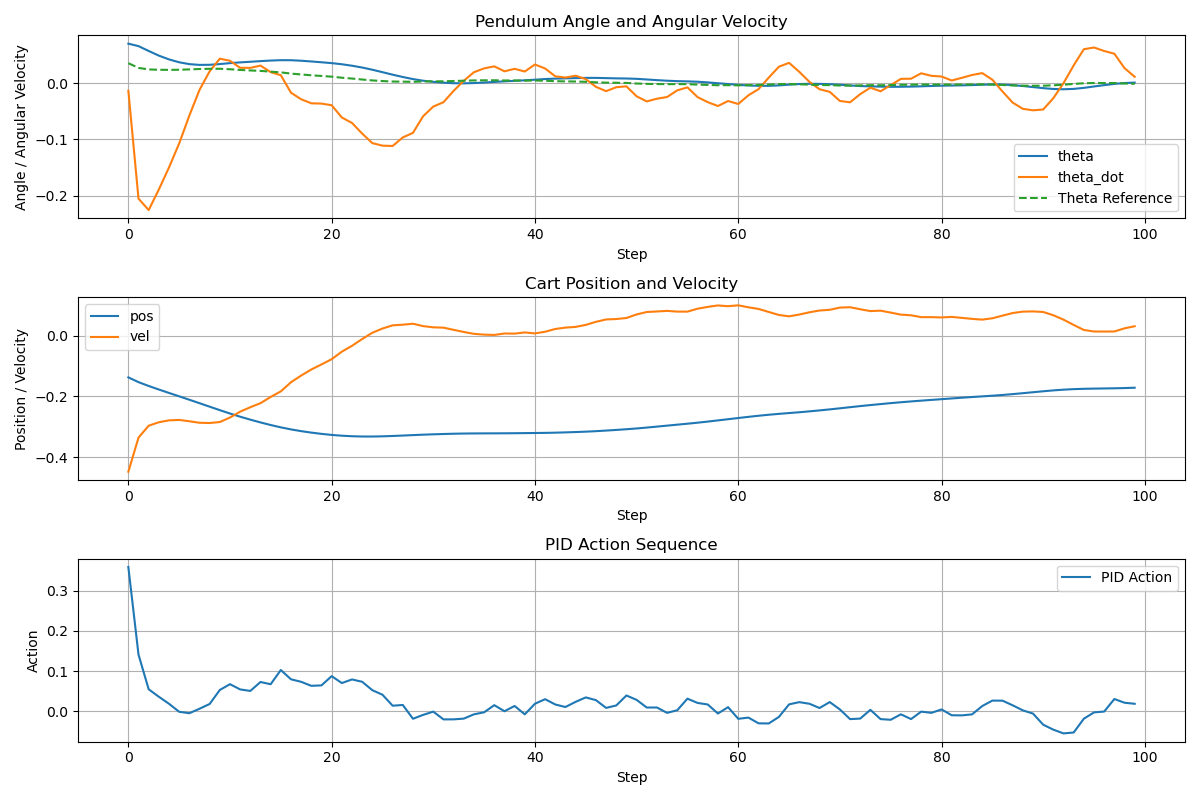 Pendulum Angle and Angular Velocity
Angle / Angular Velocity
0.0
−0.1
−0.2
theta
theta_dot
Theta Reference
0 20 40 60 80 100
Step
Cart Position and Velocity
Position / Velocity
0.0
−0.2
−0.4
pos
vel
0 20 40 60 80 100
Step
PID Action Sequence
Action
0.3
0.2
0.1
0.0
PID Action
0 20 40 60 80 100
Step